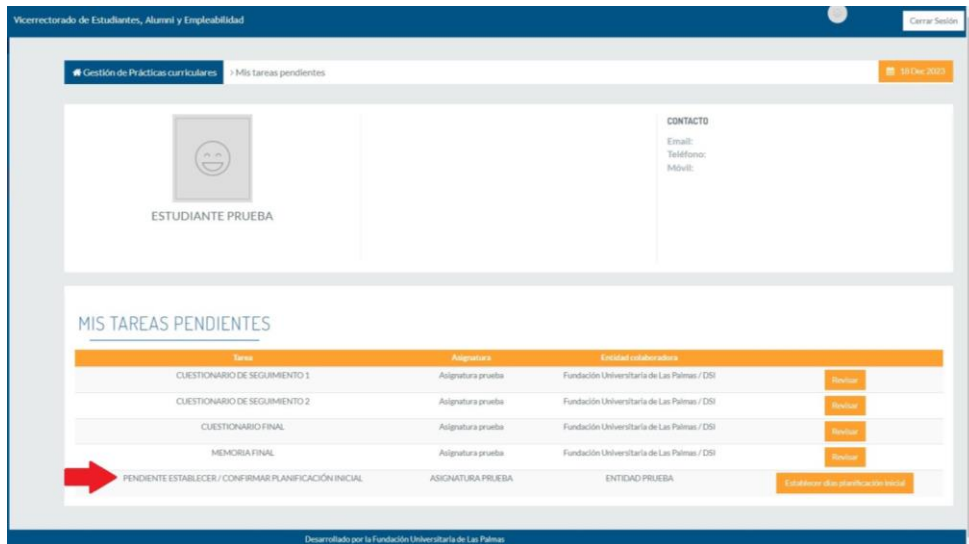 Vicerrectorado de Estudiantes, Alumni y Empleabilidad
Cerrar Sesión
Gestión de Prácticas curriculares > Mis tareas pendientes
18 Dec 2023
CONTACTO
Email:
Teléfono:
Móvil:
ESTUDIANTE PRUEBA
MIS TAREAS PENDIENTES
Tarea Asignatura Entidad colaboradora
CUESTIONARIO DE SEGUIMIENTO 1 Asignatura prueba Fundación Universitaria de Las Palmas / DSI Revisar
CUESTIONARIO DE SEGUIMIENTO 2 Asignatura prueba Fundación Universitaria de Las Palmas / DSI Revisar
CUESTIONARIO FINAL Asignatura prueba Fundación Universitaria de Las Palmas / DSI Revisar
MEMORIA FINAL Asignatura prueba Fundación Universitaria de Las Palmas / DSI Revisar
PENDIENTE ESTABLECER / CONFIRMAR PLANIFICACIÓN INICIAL ASIGNATURA PRUEBA ENTIDAD PRUEBA Establecer días planificación inicial
Desarrollado por la Fundación Universitaria de Las Palmas